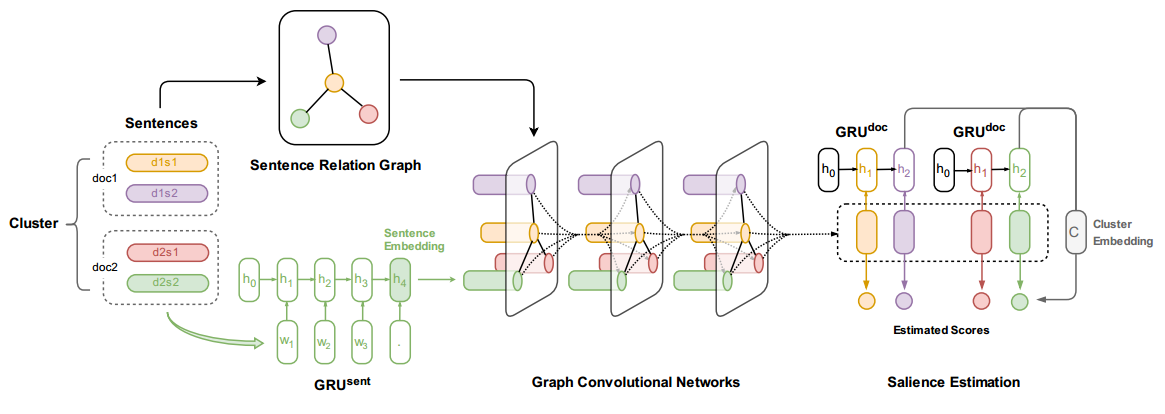 Sentences
Cluster
doc1
d1s1
d1s2
doc2
d2s1
d2s2
Sentence Relation Graph
Sentence
Embedding
h0
h1
h2
h3
h4
w1
w2
w3
.
GRUsent
Graph Convolutional Networks
GRUdoc
GRUdoc
h0
h1
h2
h0
h1
h2
C
Cluster
Embedding
Estimated Scores
Salience Estimation